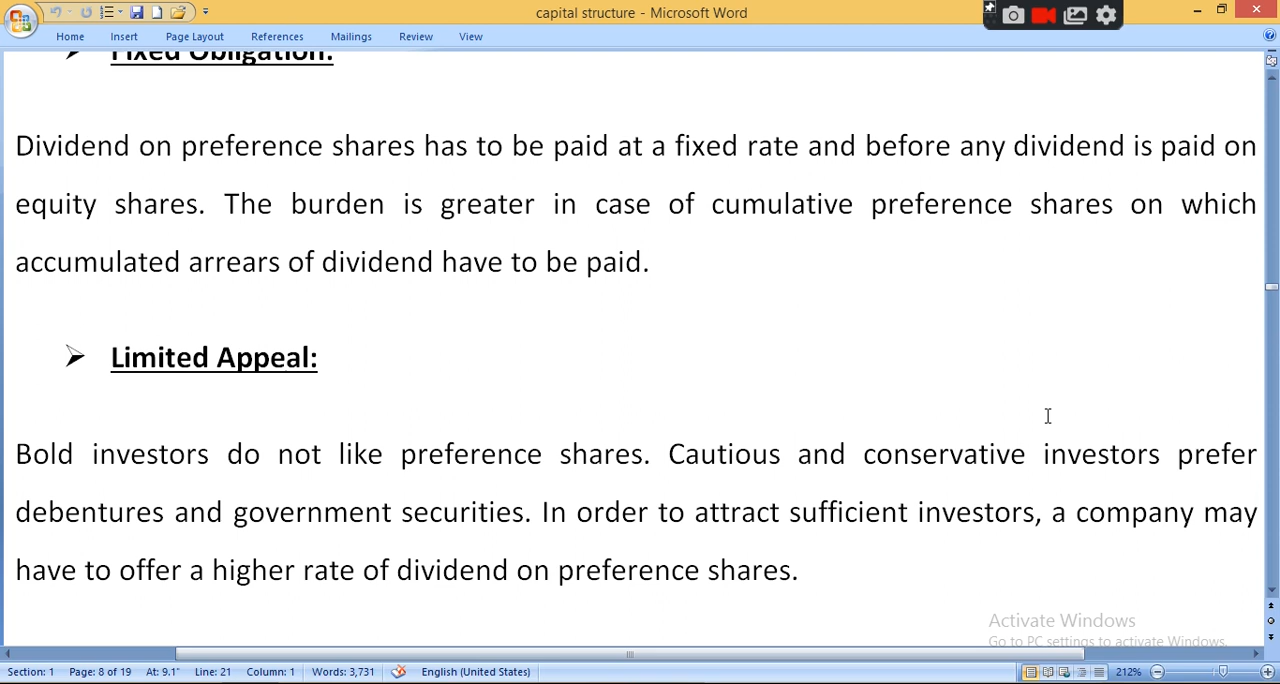 capital structure - Microsoft Word
Home Insert Page Layout References Mailings Review View
Fixed Obligation:
Dividend on preference shares has to be paid at a fixed rate and before any dividend is paid on
equity shares. The burden is greater in case of cumulative preference shares on which
accumulated arrears of dividend have to be paid.
➢ Limited Appeal:
Bold investors do not like preference shares. Cautious and conservative investors prefer
debentures and government securities. In order to attract sufficient investors, a company may
have to offer a higher rate of dividend on preference shares.
Activate Windows
Go to PC settings to activate Windows.
Section: 1 Page: 8 of 19 At: 9.1" Line: 21 Column: 1 Words: 3,731 English (United States) 212%